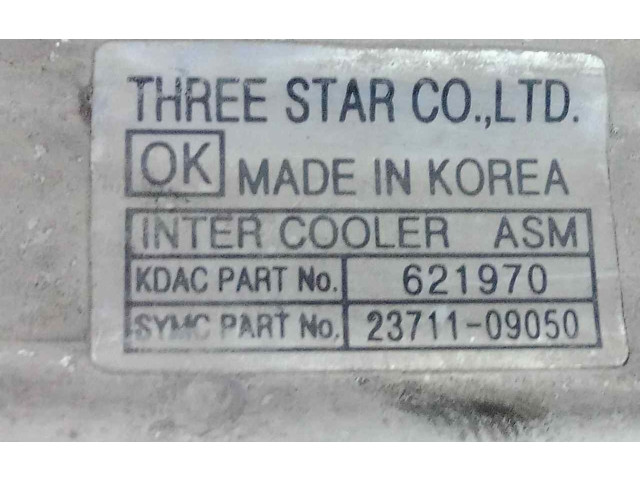 THREE STAR CO.,LTD.
OK MADE IN KOREA
INTER COOLER ASM
KDAC PART No. 621970
SYMC PART No. 23711-09050